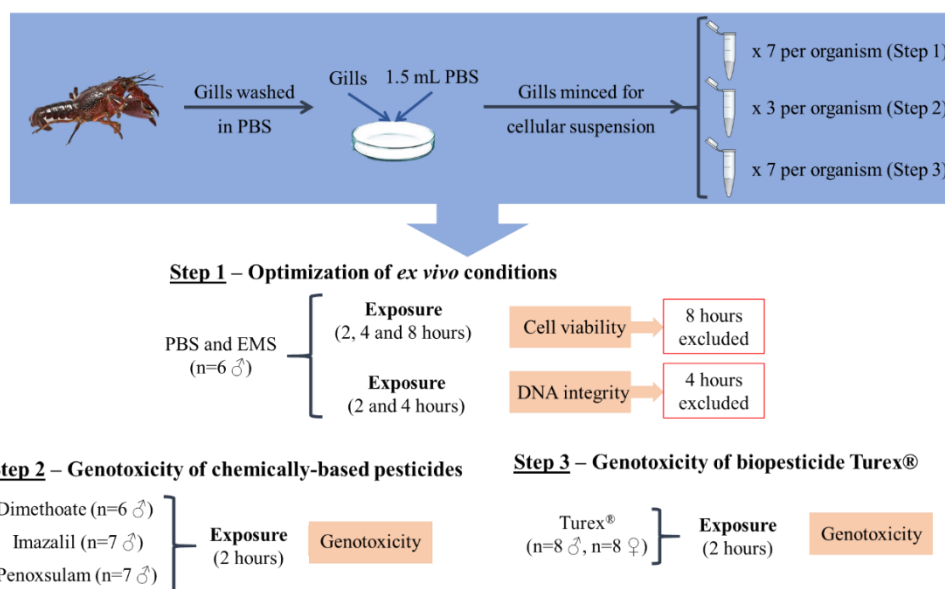 Gills washed
in PBS
Gills 1.5 mL PBS
Gills minced for
cellular suspension
x 7 per organism (Step 1)
x 3 per organism (Step 2)
x 7 per organism (Step 3)
Step 1 – Optimization of ex vivo conditions
PBS and EMS
(n=6 ♂)
Exposure
(2, 4 and 8 hours)
Cell viability
8 hours
excluded
Exposure
(2 and 4 hours)
DNA integrity
4 hours
excluded
Step 2 – Genotoxicity of chemically-based pesticides
Dimethoate (n=6 ♂)
Imazalil (n=7 ♂)
Penoxsulam (n=7 ♂)
Exposure
(2 hours)
Genotoxicity
Step 3 – Genotoxicity of biopesticide Turex®
Turex®
(n=8 ♂, n=8 ♀)
Exposure
(2 hours)
Genotoxicity